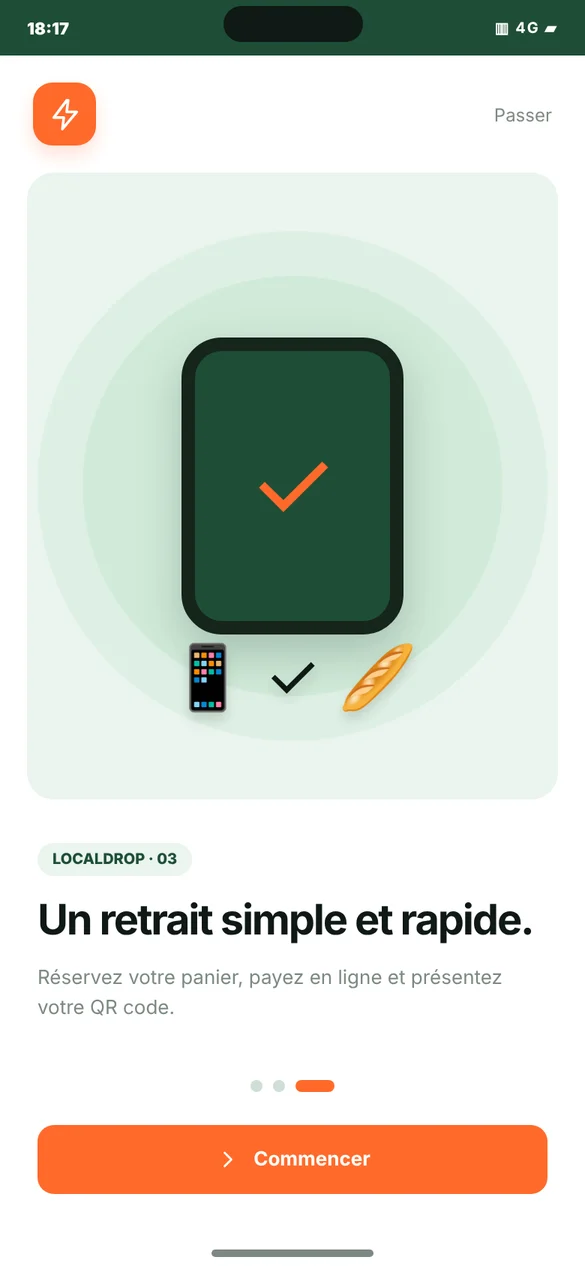 18:17
4G
Passer
LOCALDROP · 03
Un retrait simple et rapide.
Réservez votre panier, payez en ligne et présentez
votre QR code.
Commencer